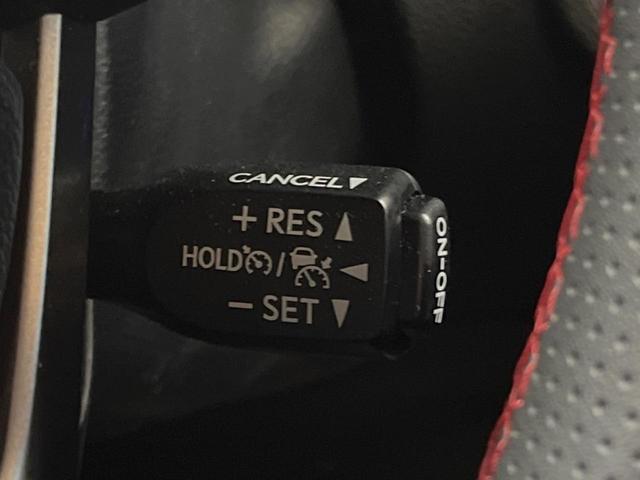 CANCEL▼
+ RES ▲
HOLD / ◀
− SET ▼
ON-OFF